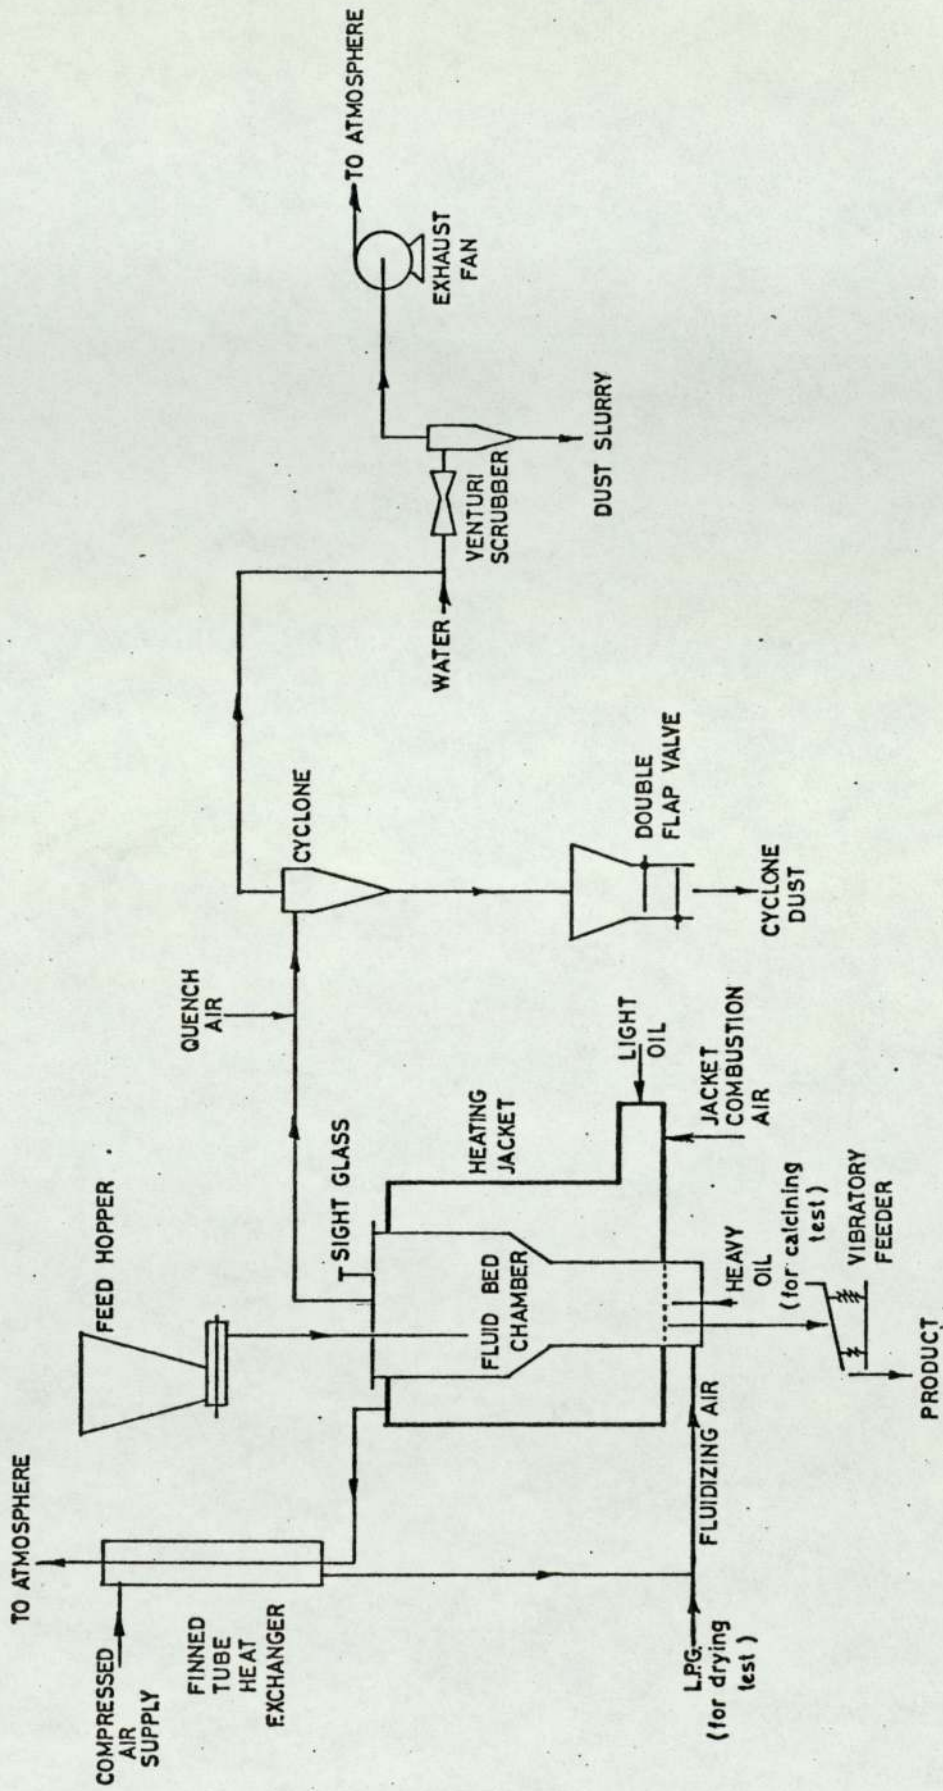 TO ATMOSPHERE
COMPRESSED
AIR
SUPPLY
FINNED
TUBE
HEAT
EXCHANGER
FEED HOPPER
SIGHT GLASS
QUENCH
AIR
CYCLONE
HEATING
JACKET
FLUID BED
CHAMBER
LIGHT
OIL
JACKET
COMBUSTION
AIR
L.P.G.
(for drying
test)
FLUIDIZING AIR
HEAVY
OIL
(for calcining
test)
VIBRATORY
FEEDER
PRODUCT
DOUBLE
FLAP VALVE
CYCLONE
DUST
WATER
VENTURI
SCRUBBER
DUST SLURRY
EXHAUST
FAN
TO ATMOSPHERE